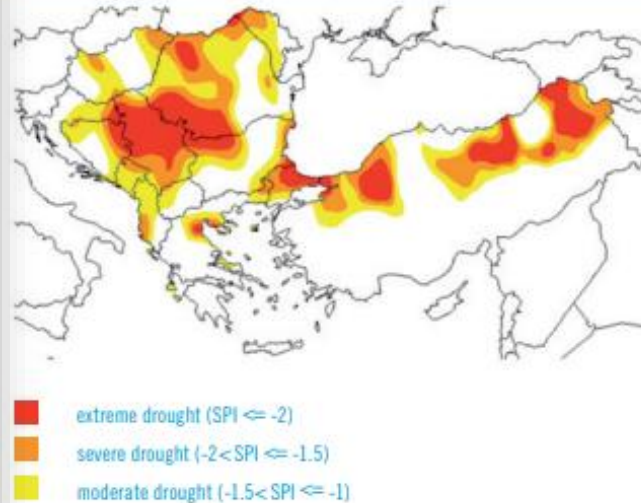 extreme drought (SPI <= -2)
severe drought (-2< SPI <= -1.5)
moderate drought (-1.5< SPI <= -1)